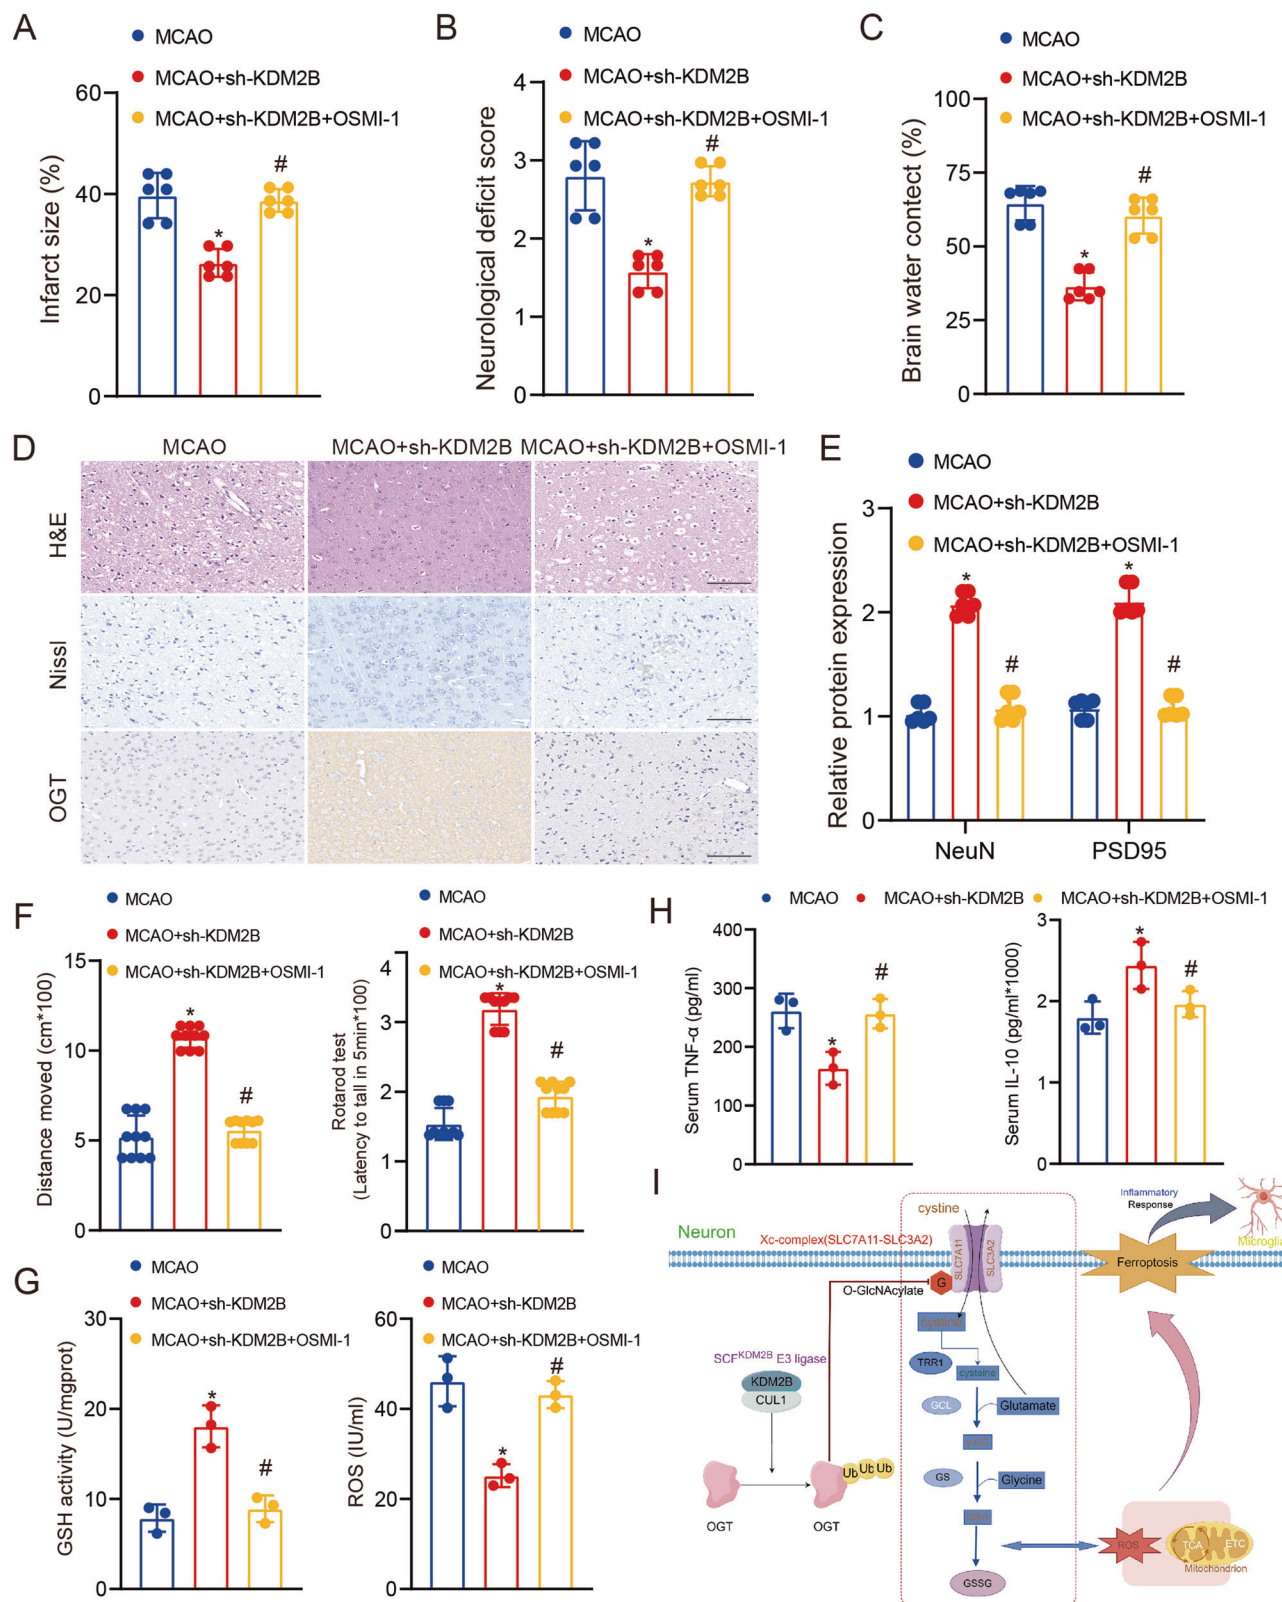 A
MCAO
MCAO+sh-KDM2B
MCAO+sh-KDM2B+OSMI-1
Infarct size (%)
60
40
20
0
*
#
B
MCAO
MCAO+sh-KDM2B
MCAO+sh-KDM2B+OSMI-1
Neurological deficit score
4
3
2
1
0
*
#
C
MCAO
MCAO+sh-KDM2B
MCAO+sh-KDM2B+OSMI-1
Brain water contect (%)
100
75
50
25
0
*
#
D
MCAO MCAO+sh-KDM2B MCAO+sh-KDM2B+OSMI-1
H&E
Nissl
OGT
E
MCAO
MCAO+sh-KDM2B
MCAO+sh-KDM2B+OSMI-1
Relative protein expression
3
2
1
0
*
#
*
#
NeuN PSD95
F
MCAO
MCAO+sh-KDM2B
MCAO+sh-KDM2B+OSMI-1
Distance moved (cm*100)
15
10
5
0
*
#
MCAO
MCAO+sh-KDM2B
MCAO+sh-KDM2B+OSMI-1
Rotarod test
(Latency to tall in 5min*100)
4
3
2
1
0
*
#
G
MCAO
MCAO+sh-KDM2B
MCAO+sh-KDM2B+OSMI-1
GSH activity (U/mgprot)
30
20
10
0
*
#
MCAO
MCAO+sh-KDM2B
MCAO+sh-KDM2B+OSMI-1
ROS (IU/ml)
60
40
20
0
*
#
H
MCAO MCAO+sh-KDM2B MCAO+sh-KDM2B+OSMI-1
Serum TNF-α (pg/ml)
400
300
200
100
0
*
#
Serum IL-10 (pg/ml*1000)
3
2
1
0
*
#
I
Neuron
cystine
Xc-complex(SLC7A11-SLC3A2)
SLC7A11
SLC3A2
G
O-GlcNAcylate
Inflammatory
Response
Microglia
Ferroptosis
SCFKDM2B E3 ligase
KDM2B
CUL1
OGT
OGT
Ub Ub Ub
cystine
TRR1
cysteine
GCL
Glutamate
GS
Glycine
GSH
GSSG
ROS
TCA
ETC
Mitochondrion